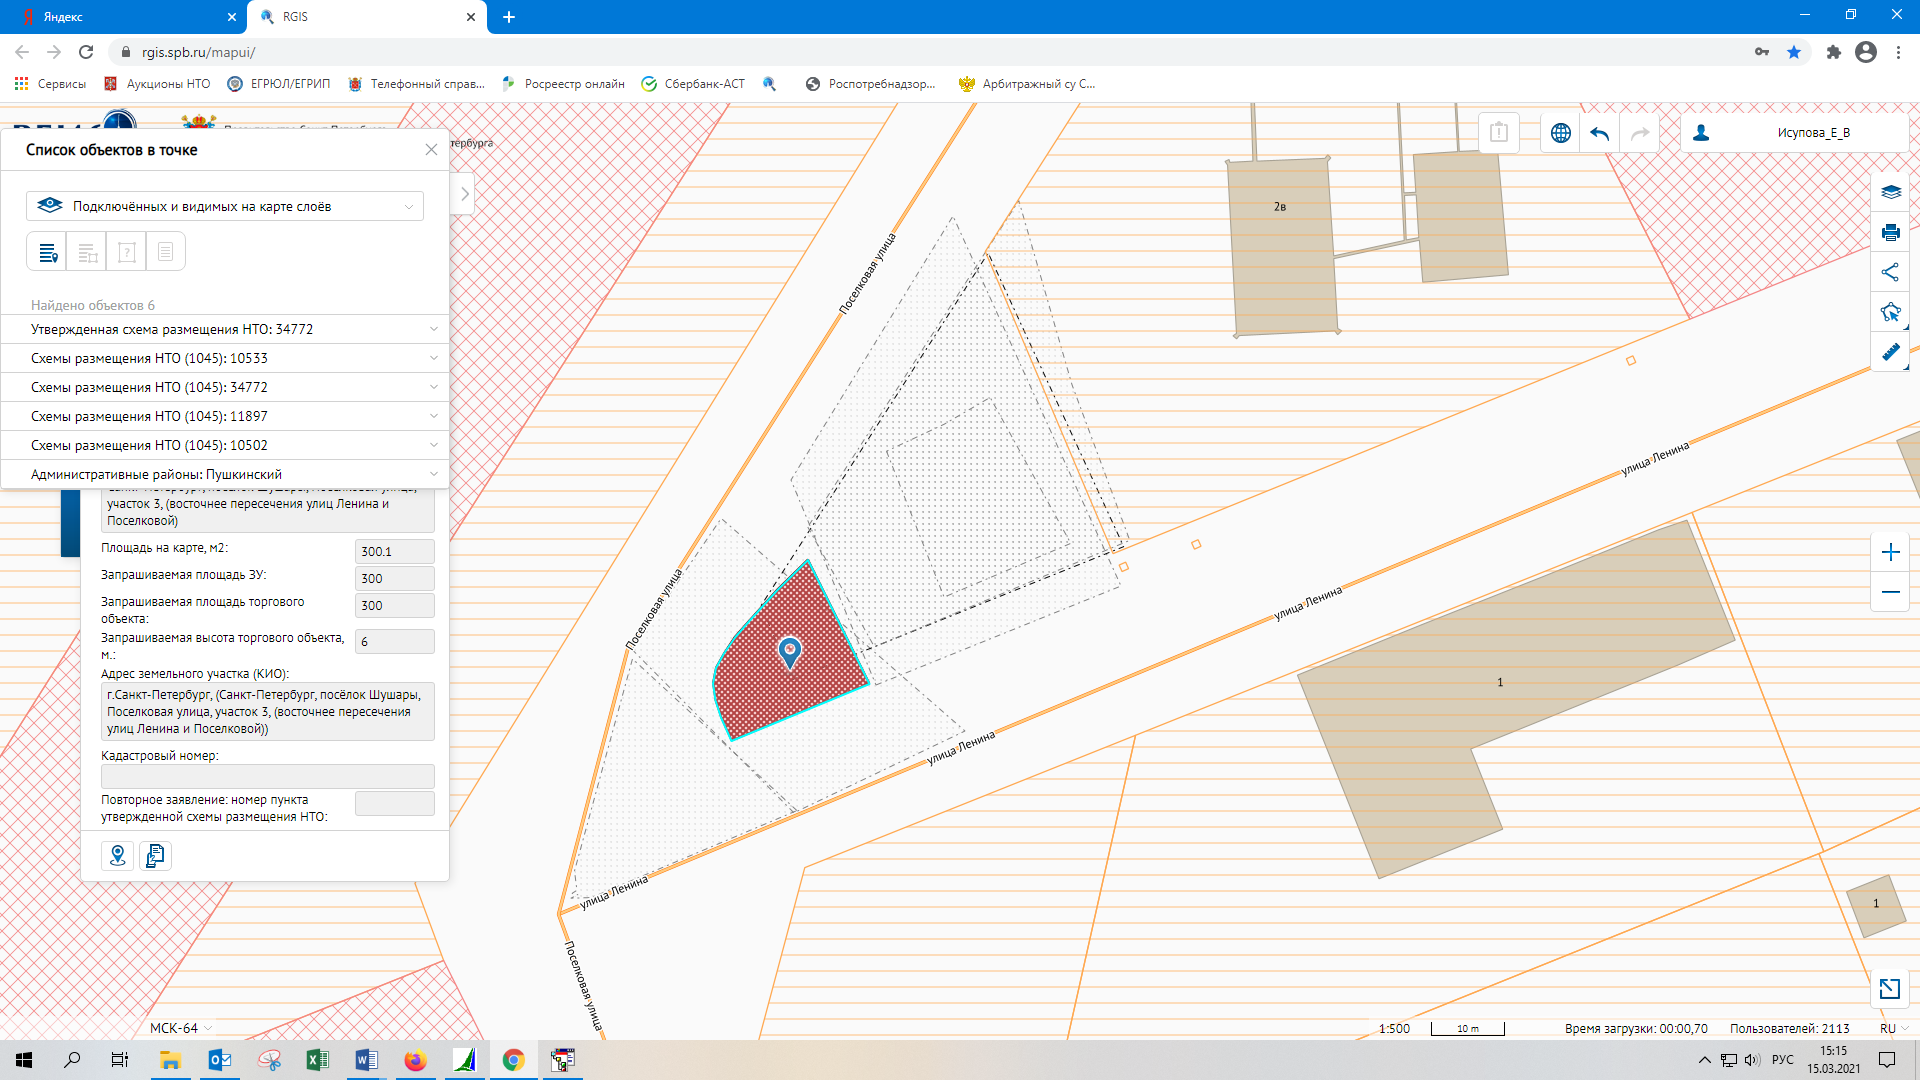 Яндекс
RGIS
rgis.spb.ru/mapui/
Сервисы
Аукционы НТО
ЕГРЮЛ/ЕГРИП
Телефонный справ...
Росреестр онлайн
Сбербанк-АСТ
Роспотребнадзор...
Арбитражный су С...
Исупова_Е_В
Список объектов в точке
Подключённых и видимых на карте слоёв
Найдено объектов 6
Утвержденная схема размещения НТО: 34772
Схемы размещения НТО (1045): 10533
Схемы размещения НТО (1045): 34772
Схемы размещения НТО (1045): 11897
Схемы размещения НТО (1045): 10502
Административные районы: Пушкинский
участок 3, (восточнее пересечения улиц Ленина и
Поселковой)
Площадь на карте, м2:
300.1
Запрашиваемая площадь ЗУ:
300
Запрашиваемая площадь торгового
объекта:
300
Запрашиваемая высота торгового объекта,
м.:
6
Адрес земельного участка (КИО):
г.Санкт-Петербург, (Санкт-Петербург, посёлок Шушары,
Поселковая улица, участок 3, (восточнее пересечения
улиц Ленина и Поселковой))
Кадастровый номер:
Повторное заявление: номер пункта
утвержденной схемы размещения НТО:
Поселковая улица
Поселковая улица
Поселковая улица
улица Ленина
улица Ленина
улица Ленина
улица Ленина
2в
1
1
МСК-64
1:500
10 m
Время загрузки: 00:00,70
Пользователей: 2113
RU
РУС
15:15
15.03.2021